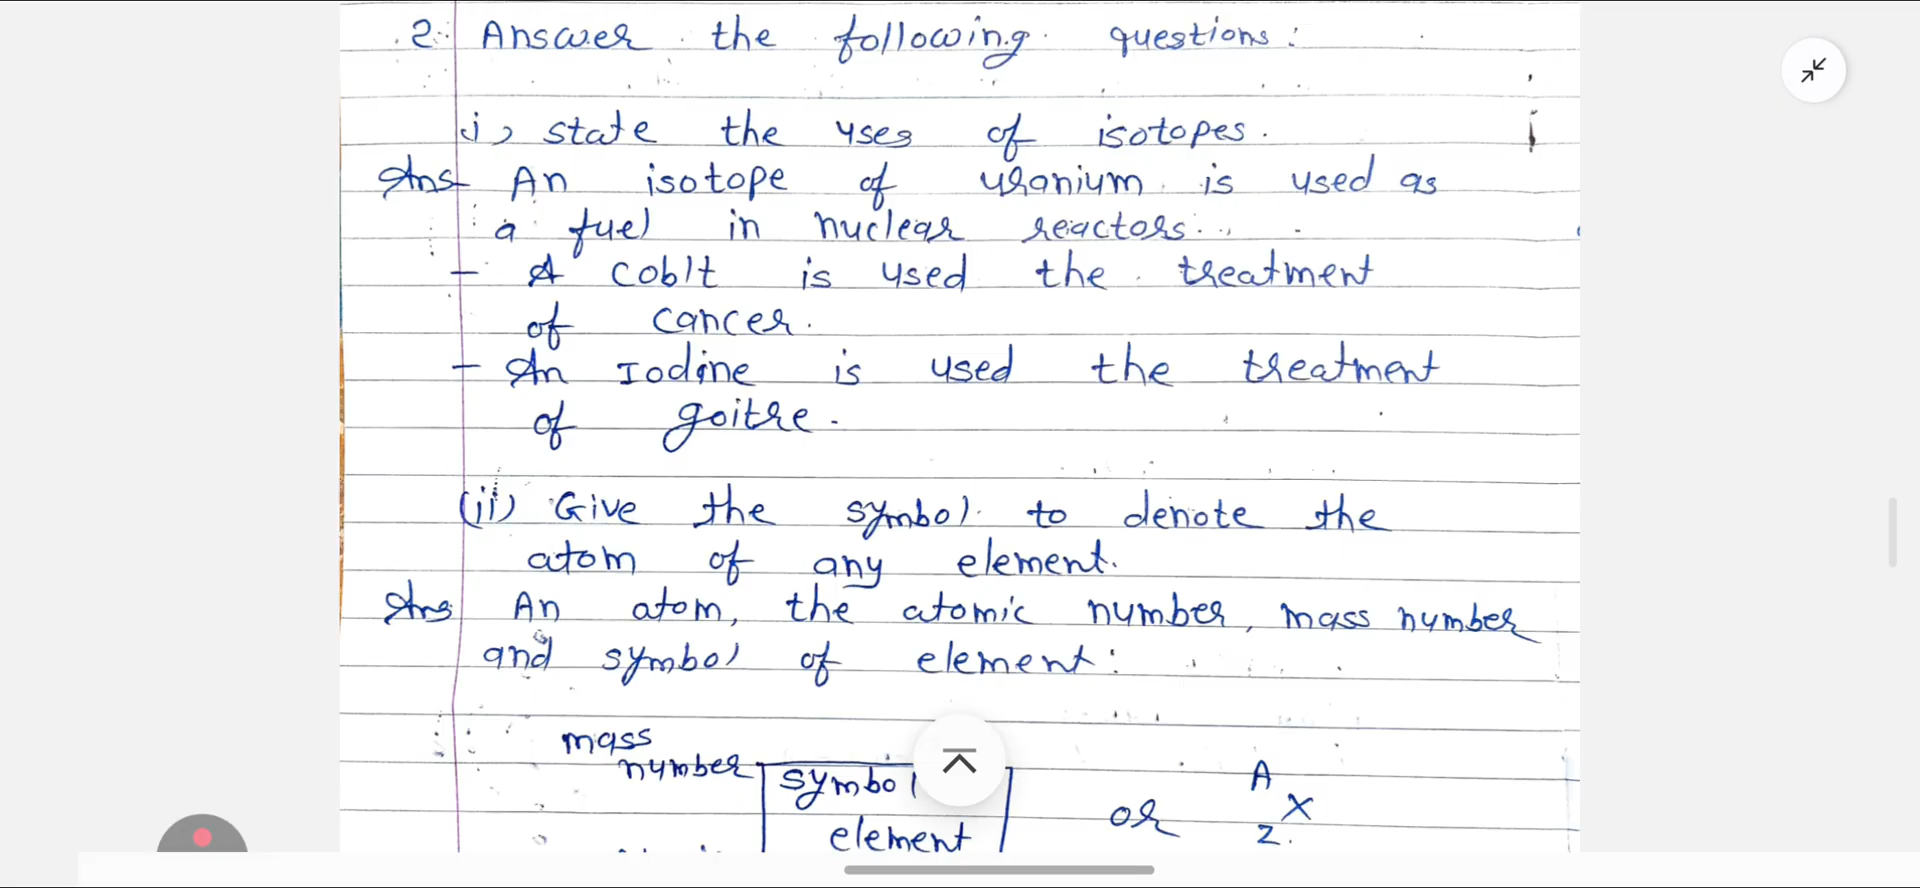 2. Answer the following questions:
i) state the uses of isotopes.
Ans An isotope of uranium is used as
a fuel in nuclear reactors.
- A coblt is used the treatment
of cancer.
- An Iodine is used the treatment
of goitre.
(ii) Give the symbol to denote the
atom of any element.
Ans An atom, the atomic number, mass number
and symbol of element:
mass
number symbol
element
or A
X
Z